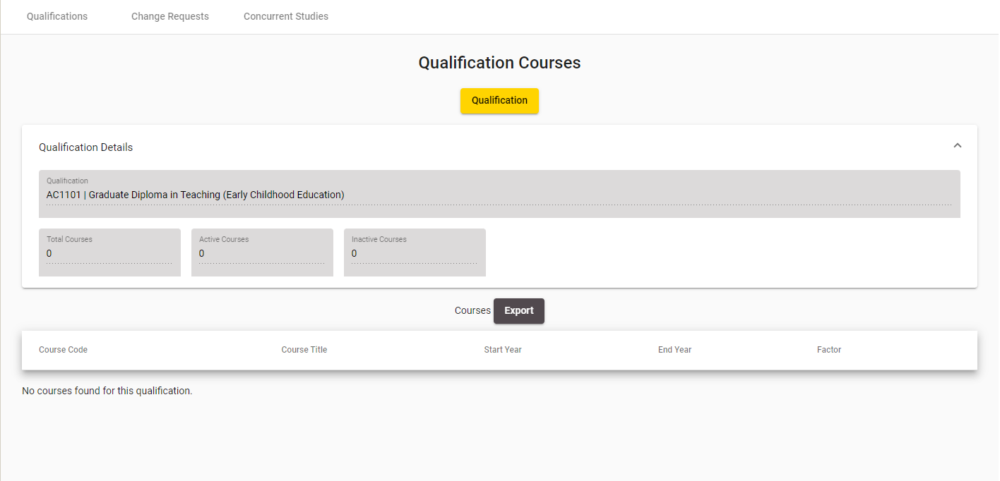 Qualifications Change Requests Concurrent Studies
Qualification Courses
Qualification
Qualification Details
Qualification
AC1101 | Graduate Diploma in Teaching (Early Childhood Education)
Total Courses Active Courses Inactive Courses
0 0 0
Courses Export
Course Code Course Title Start Year End Year Factor
No courses found for this qualification.